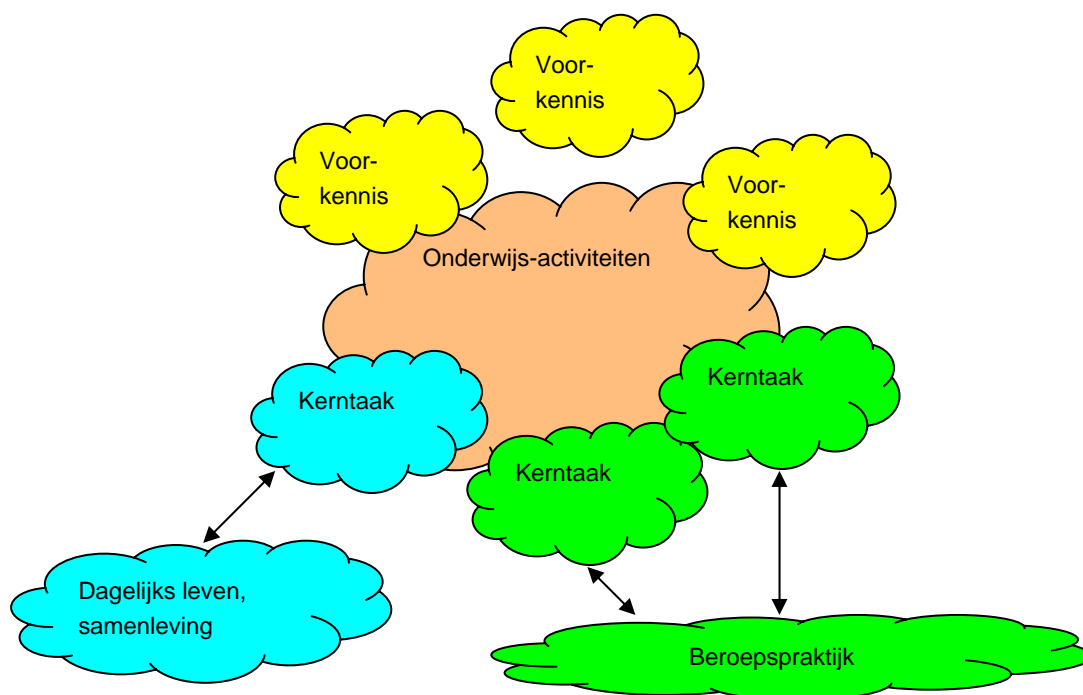 Voor-
kennis
Voor-
kennis
Voor-
kennis
Onderwijs-activiteiten
Kerntaak
Kerntaak
Kerntaak
Dagelijks leven,
samenleving
Beroepspraktijk